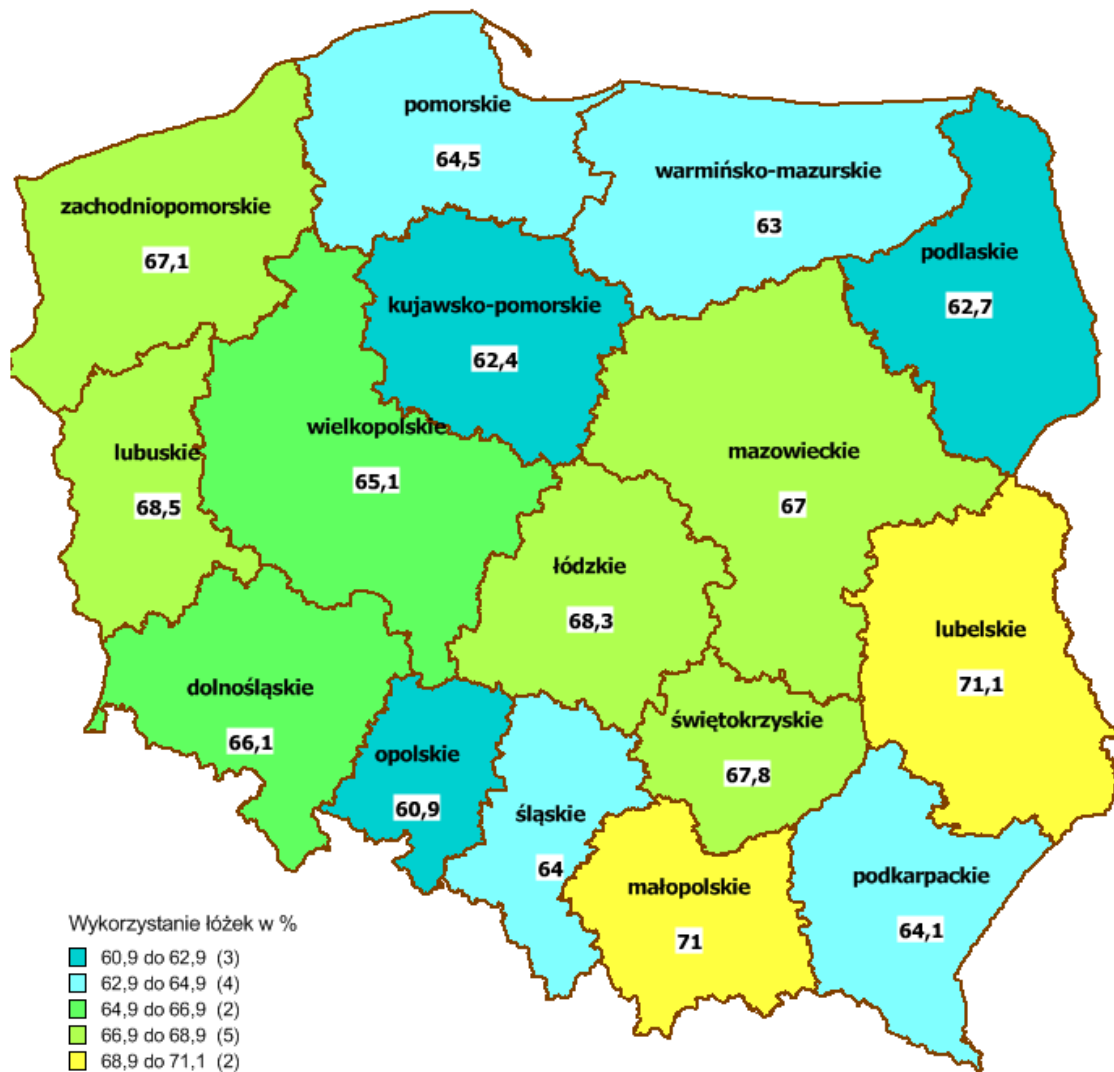 pomorskie
64,5
warmińsko-mazurskie
63
zachodniopomorskie
67,1
podlaskie
62,7
kujawsko-pomorskie
62,4
wielkopolskie
65,1
lubuskie
68,5
mazowieckie
67
łódzkie
68,3
lubelskie
71,1
dolnośląskie
66,1
świętokrzyskie
67,8
opolskie
60,9
śląskie
64
małopolskie
71
podkarpackie
64,1
Wykorzystanie łóżek w %
60,9 do 62,9 (3)
62,9 do 64,9 (4)
64,9 do 66,9 (2)
66,9 do 68,9 (5)
68,9 do 71,1 (2)